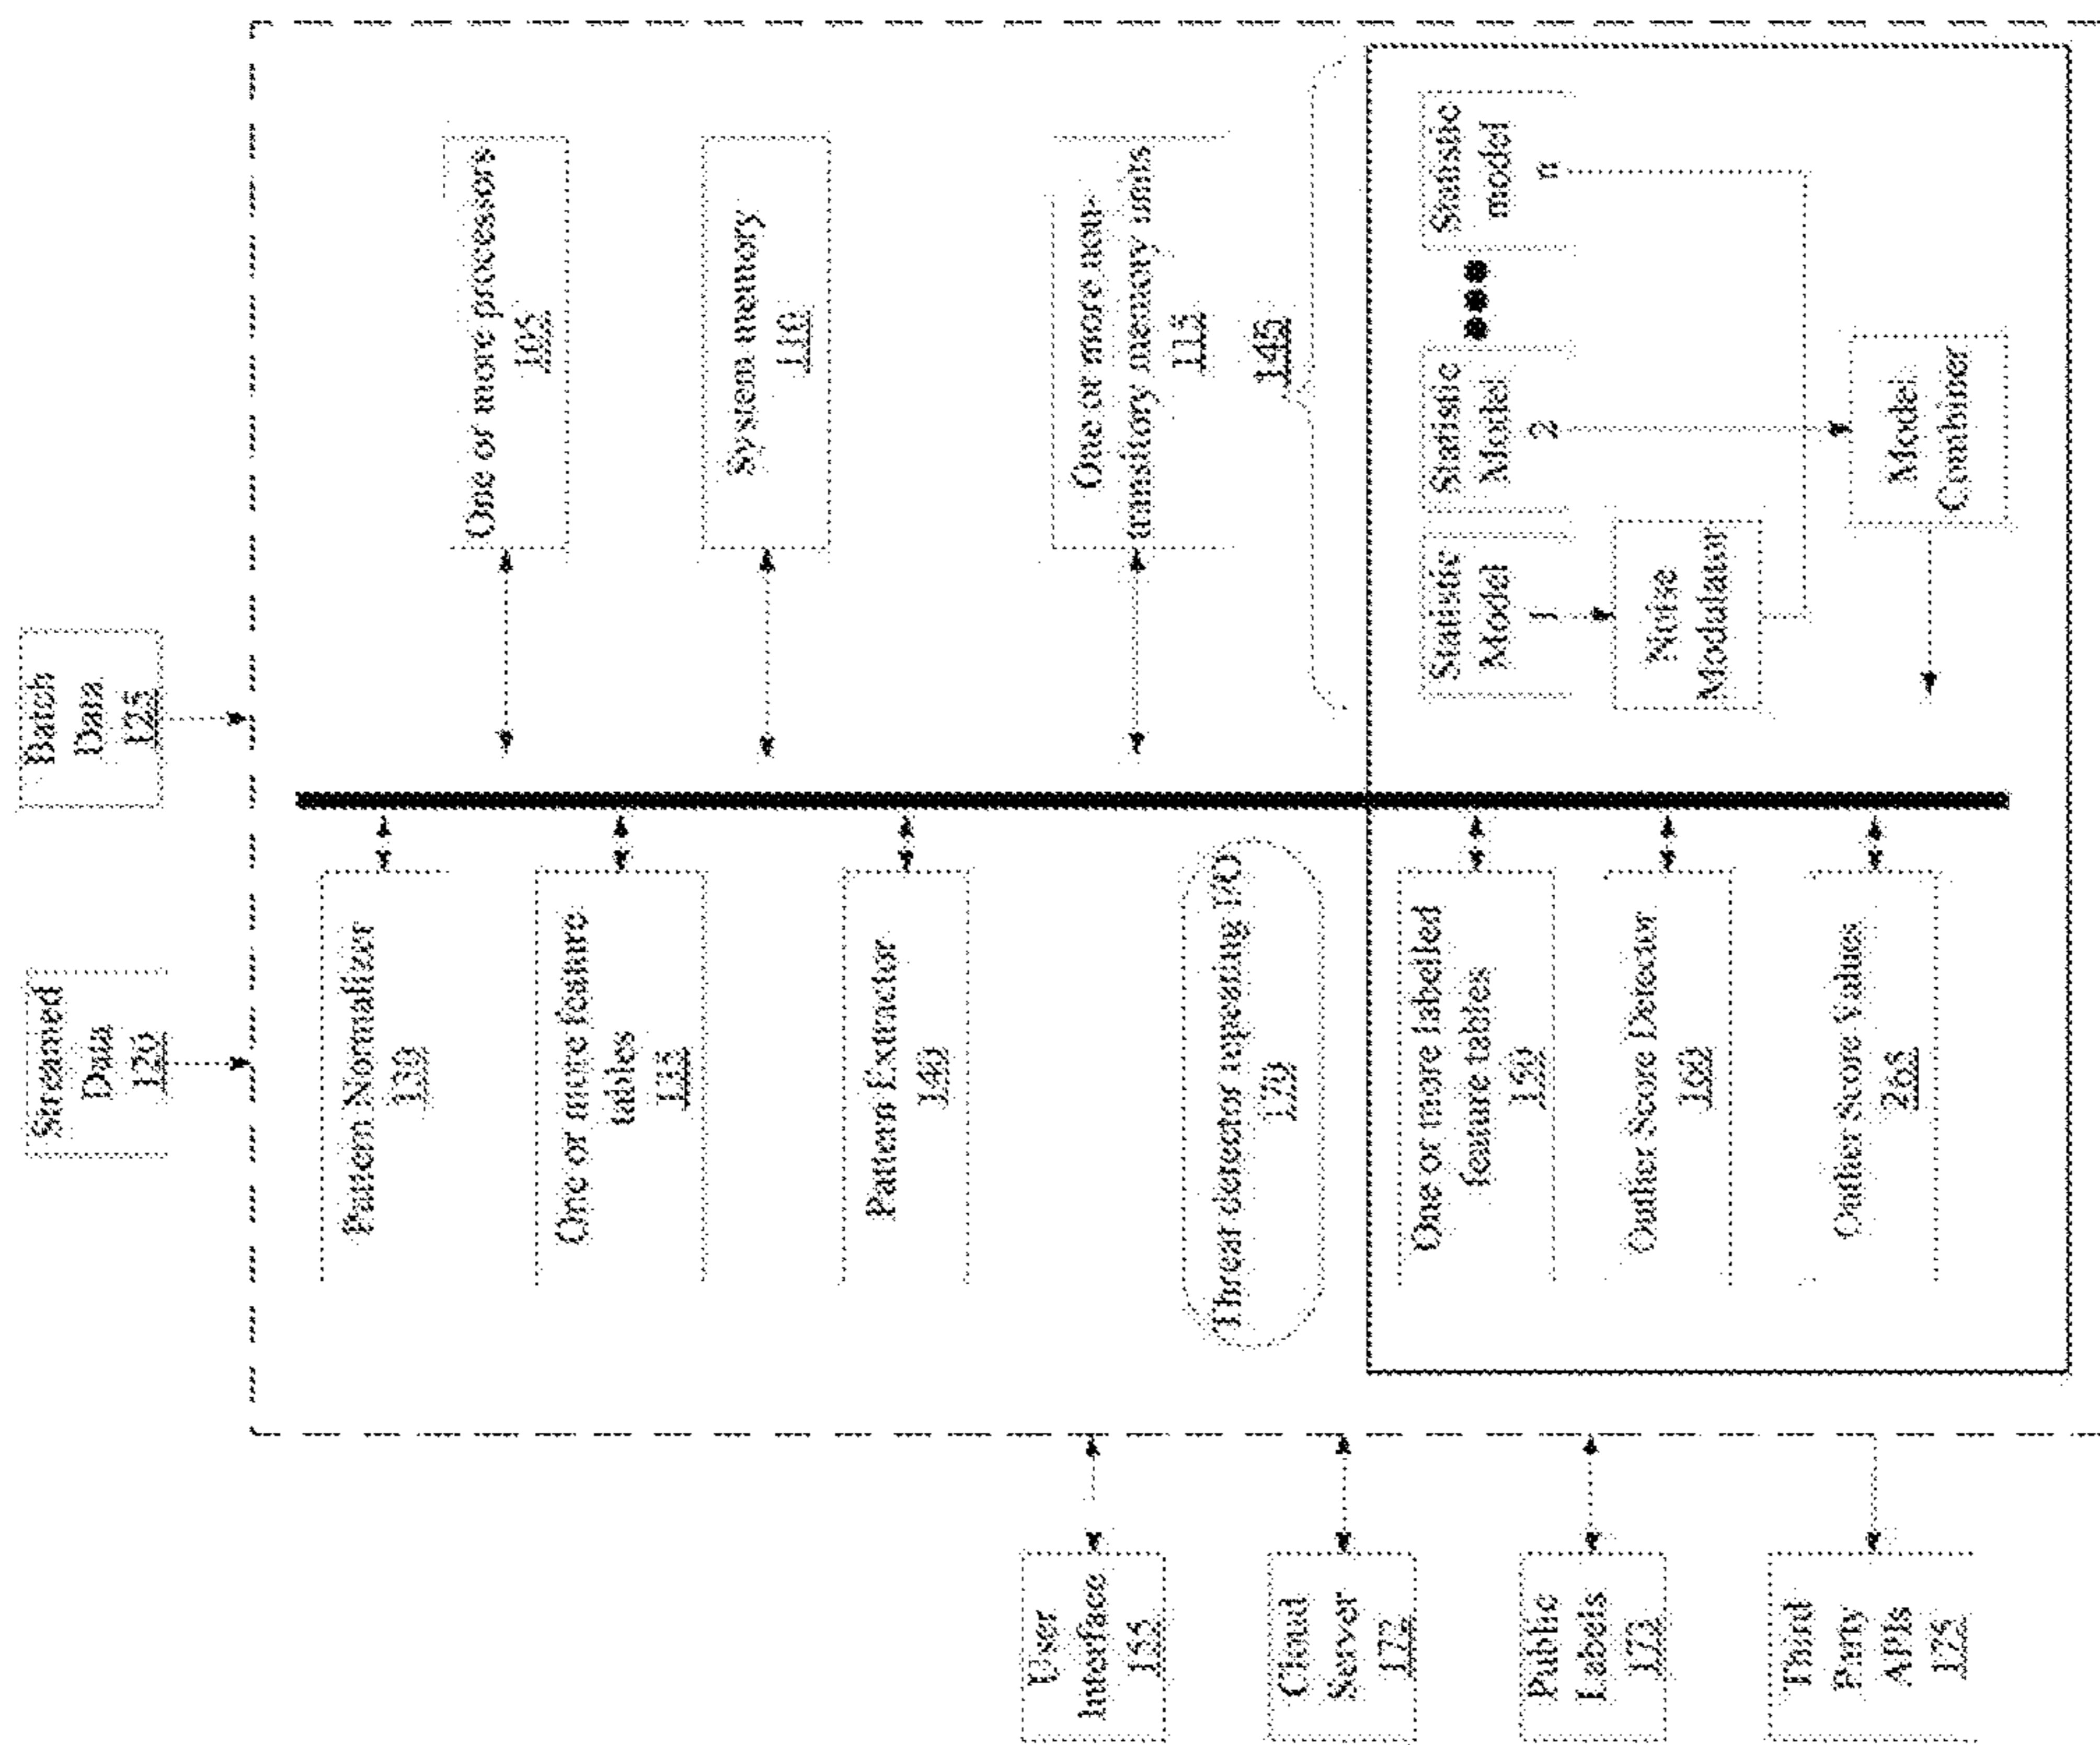 Streamed
Data
120
Batch
Data
125
Pattern Normalizer
130
One or more processors
105
One or more feature
tables
135
System memory
110
Pattern Extractor
140
One or more non-
transitory memory units
115
Threat detector repeating I/O
170
145
User
Interface
155
Cloud
Server
172
Public
Labels
173
Third
Party
APIs
175
One or more labelled
feature tables
150
Outlier Score Detector
160
Outlier Score Values
265
Statistic
Model
1
Statistic
Model
2
Statistic
model
n
Noise
Modulator
Model
Combiner